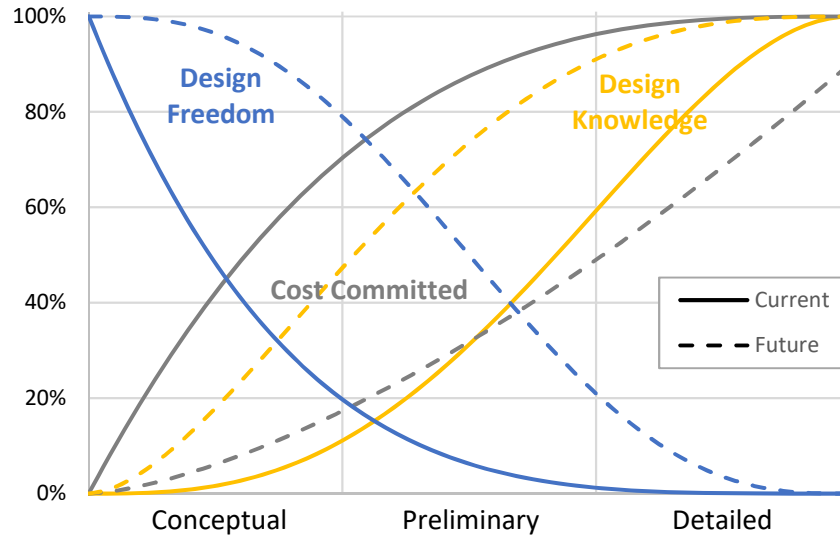 100%
80%
60%
40%
20%
0%
Design
Freedom
Design
Knowledge
Cost Committed
Current
Future
Conceptual
Preliminary
Detailed